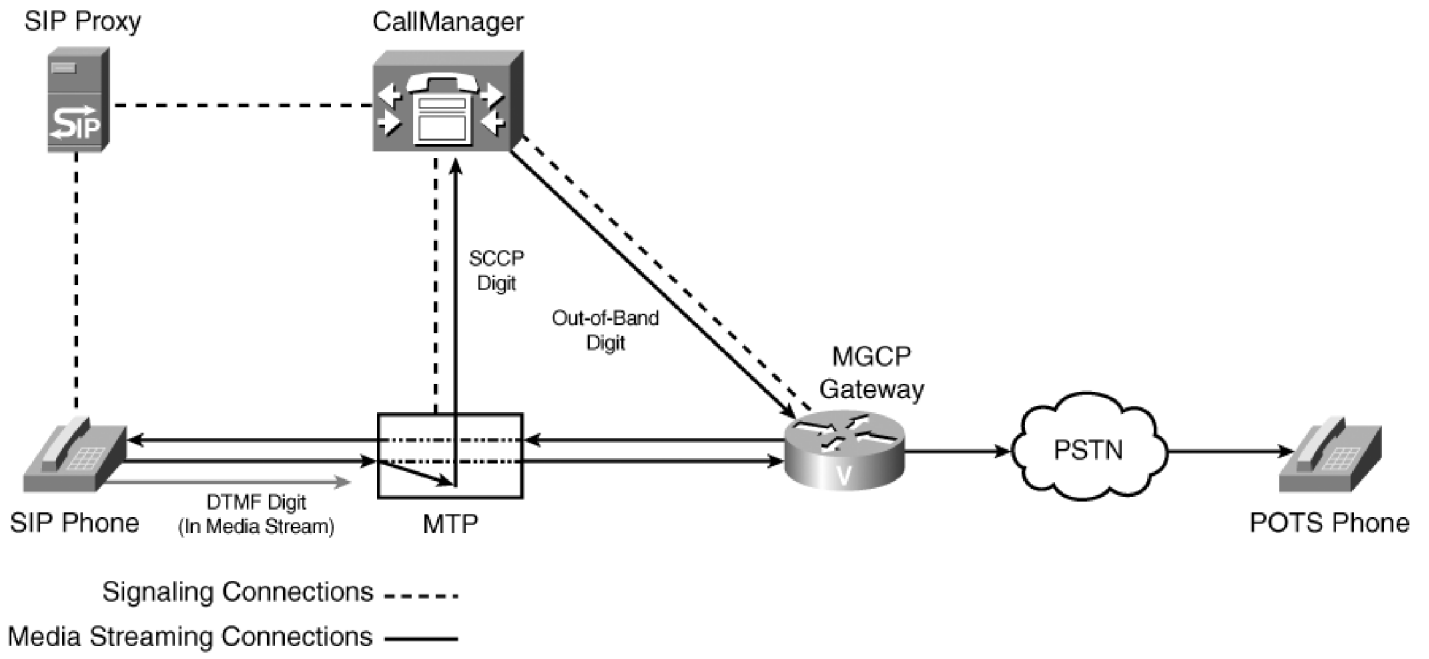 SIP Proxy
CallManager
SIP
SCCP
Digit
Out-of-Band
Digit
MGCP
Gateway
PSTN
V
DTMF Digit
(In Media Stream)
SIP Phone
MTP
POTS Phone
Signaling Connections
Media Streaming Connections